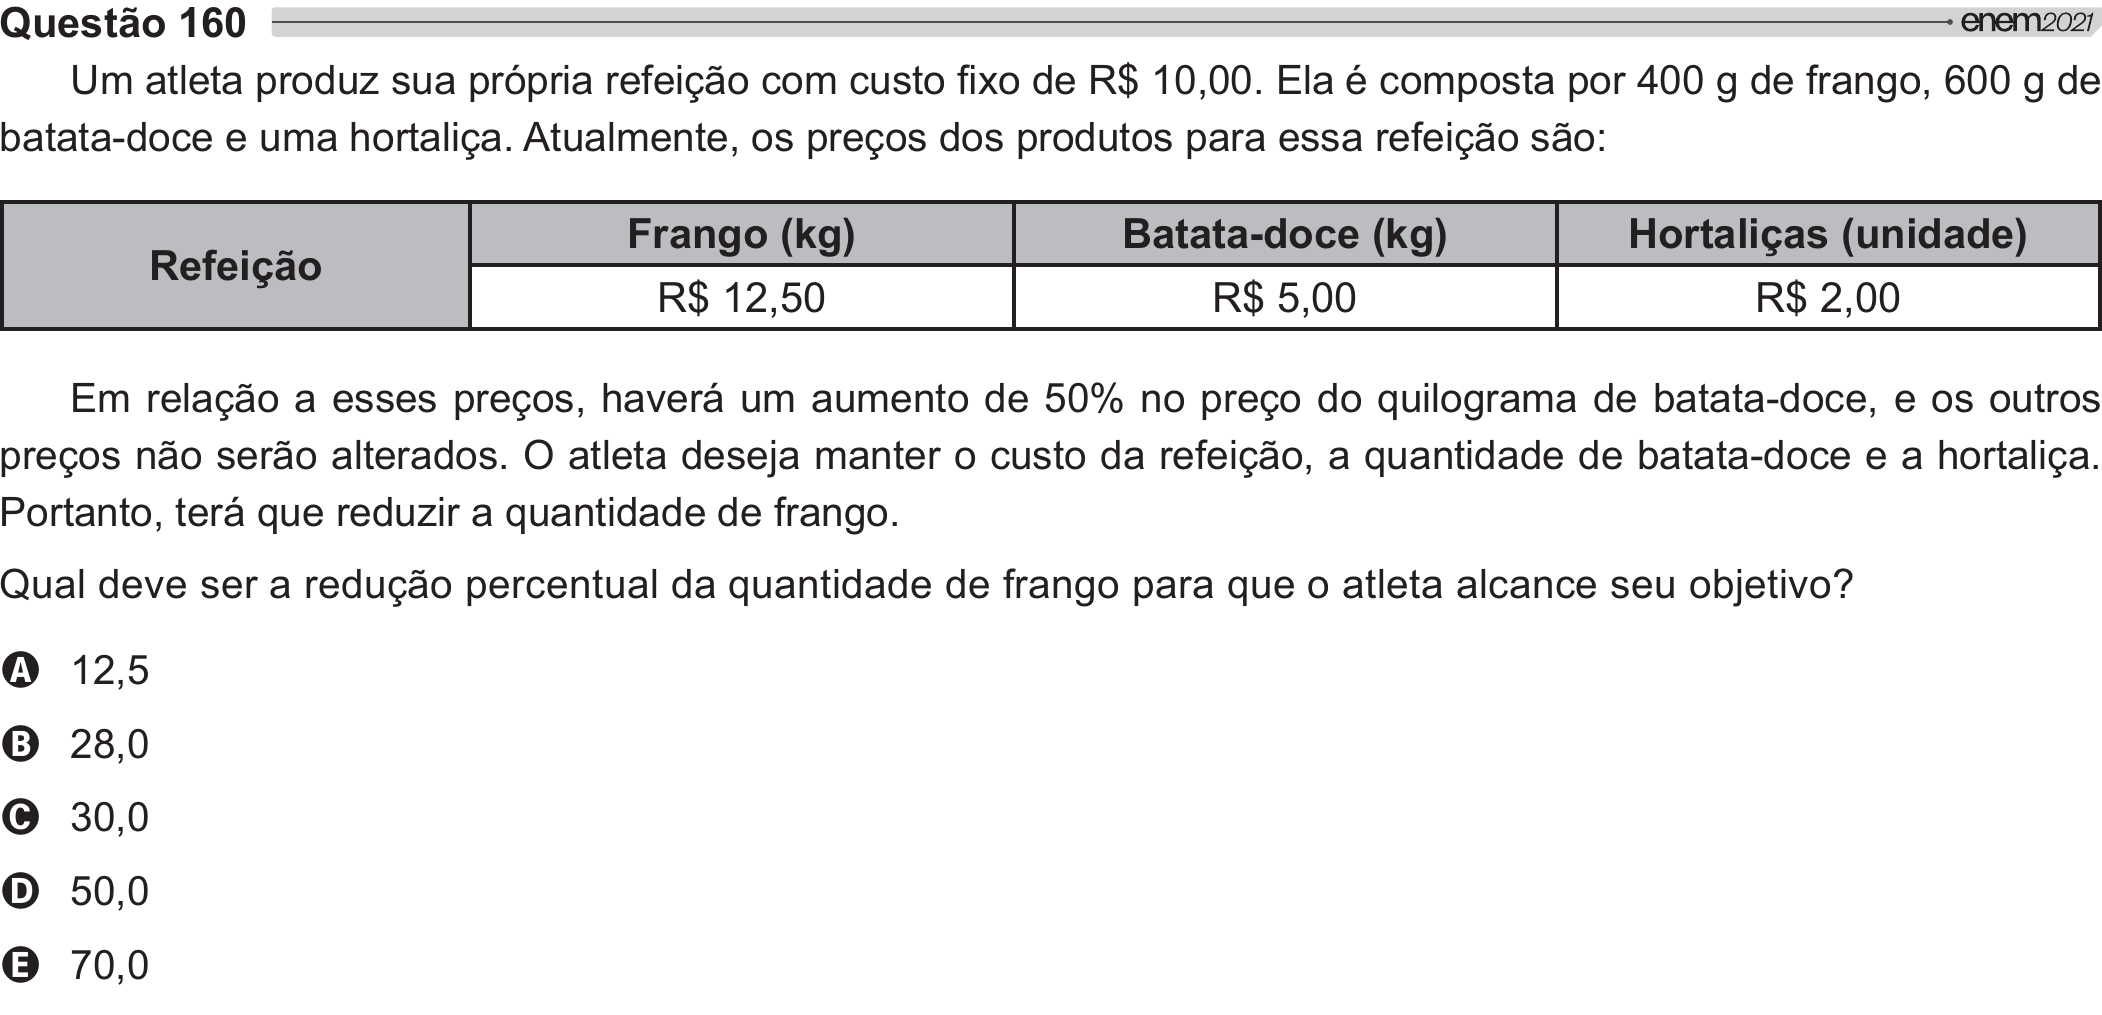 Questão 160
enem2021
Um atleta produz sua própria refeição com custo fixo de R$ 10,00. Ela é composta por 400 g de frango, 600 g de
batata-doce e uma hortaliça. Atualmente, os preços dos produtos para essa refeição são:
Refeição
Frango (kg) Batata-doce (kg) Hortaliças (unidade)
R$ 12,50 R$ 5,00 R$ 2,00
Em relação a esses preços, haverá um aumento de 50% no preço do quilograma de batata-doce, e os outros
preços não serão alterados. O atleta deseja manter o custo da refeição, a quantidade de batata-doce e a hortaliça.
Portanto, terá que reduzir a quantidade de frango.
Qual deve ser a redução percentual da quantidade de frango para que o atleta alcance seu objetivo?
A 12,5
B 28,0
C 30,0
D 50,0
E 70,0